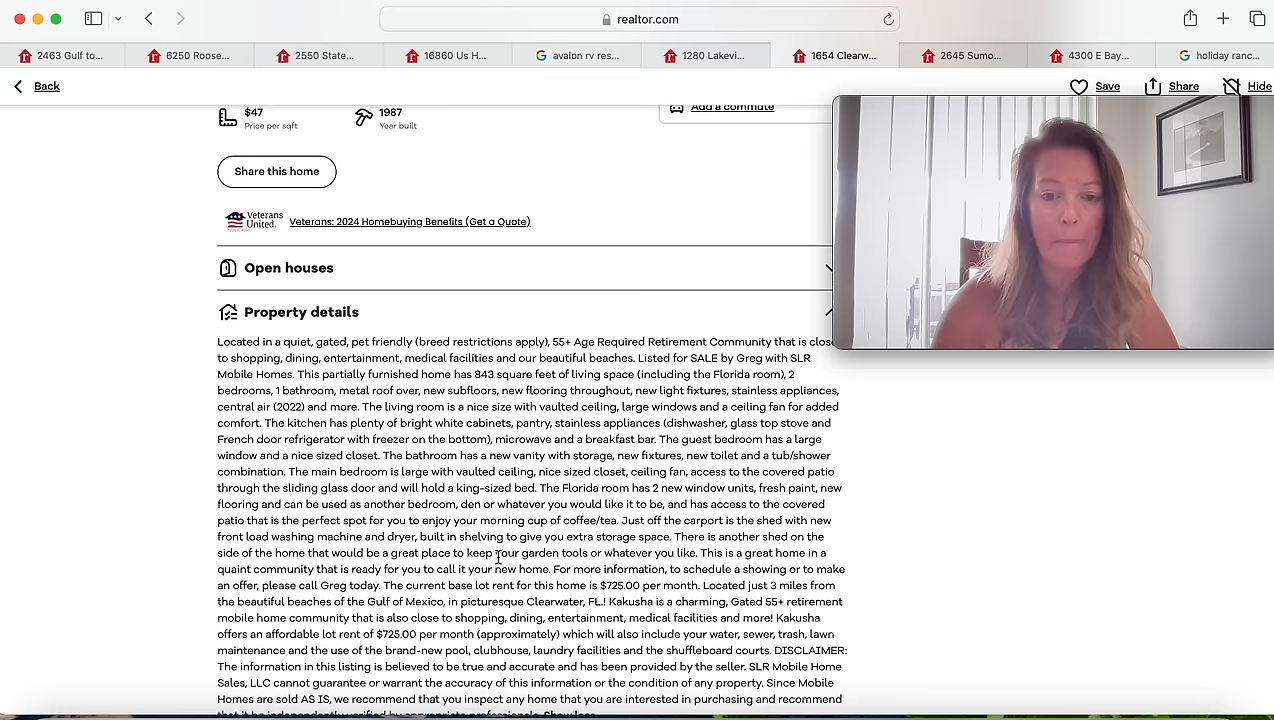 realtor.com
2463 Gulf to...
6250 Roose...
2550 State...
16860 Us H...
avalon rv res...
1280 Lakevi...
1654 Clearw...
2645 Sumo...
4300 E Bay...
holiday ranc...
Back
Save
Share
Hide
$47
Price per sqft
1987
Year built
Add a commute
Share this home
Veterans United.
Veterans: 2024 Homebuying Benefits (Get a Quote)
Open houses
Property details
Located in a quiet, gated, pet friendly (breed restrictions apply), 55+ Age Required Retirement Community that is close
to shopping, dining, entertainment, medical facilities and our beautiful beaches. Listed for SALE by Greg with SLR
Mobile Homes. This partially furnished home has 843 square feet of living space (including the Florida room), 2
bedrooms, 1 bathroom, metal roof over, new subfloors, new flooring throughout, new light fixtures, stainless appliances,
central air (2022) and more. The living room is a nice size with vaulted ceiling, large windows and a ceiling fan for added
comfort. The kitchen has plenty of bright white cabinets, pantry, stainless appliances (dishwasher, glass top stove and
French door refrigerator with freezer on the bottom), microwave and a breakfast bar. The guest bedroom has a large
window and a nice sized closet. The bathroom has a new vanity with storage, new fixtures, new toilet and a tub/shower
combination. The main bedroom is large with vaulted ceiling, nice sized closet, ceiling fan, access to the covered patio
through the sliding glass door and will hold a king-sized bed. The Florida room has 2 new window units, fresh paint, new
flooring and can be used as another bedroom, den or whatever you would like it to be, and has access to the covered
patio that is the perfect spot for you to enjoy your morning cup of coffee/tea. Just off the carport is the shed with new
front load washing machine and dryer, built in shelving to give you extra storage space. There is another shed on the
side of the home that would be a great place to keep your garden tools or whatever you like. This is a great home in a
quaint community that is ready for you to call it your new home. For more information, to schedule a showing or to make
an offer, please call Greg today. The current base lot rent for this home is $725.00 per month. Located just 3 miles from
the beautiful beaches of the Gulf of Mexico, in picturesque Clearwater, FL.! Kakusha is a charming, Gated 55+ retirement
mobile home community that is also close to shopping, dining, entertainment, medical facilities and more! Kakusha
offers an affordable lot rent of $725.00 per month (approximately) which will also include your water, sewer, trash, lawn
maintenance and the use of the brand-new pool, clubhouse, laundry facilities and the shuffleboard courts. DISCLAIMER:
The information in this listing is believed to be true and accurate and has been provided by the seller. SLR Mobile Home
Sales, LLC cannot guarantee or warrant the accuracy of this information or the condition of any property. Since Mobile
Homes are sold AS IS, we recommend that you inspect any home that you are interested in purchasing and recommend
that it be independently verified by appropriate professionals. Show less